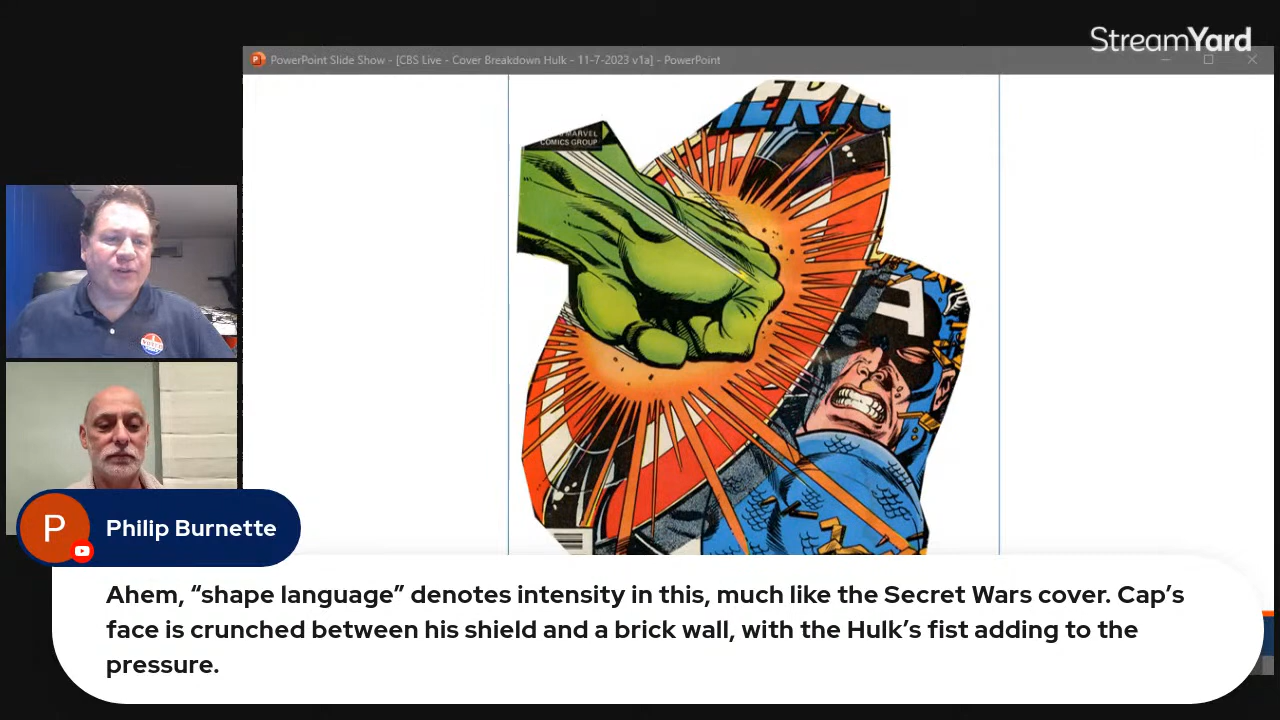 StreamYard
PowerPoint Slide Show - [CBS Live - Cover Breakdown Hulk - 11-7-2023 v1a] - PowerPoint
MARVEL
COMICS GROUP
A
P
Philip Burnette
Ahem, “shape language” denotes intensity in this, much like the Secret Wars cover. Cap’s
face is crunched between his shield and a brick wall, with the Hulk’s fist adding to the
pressure.